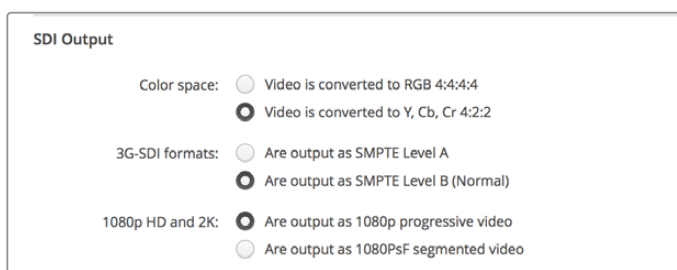 SDI Output
Color space: Video is converted to RGB 4:4:4:4
Video is converted to Y, Cb, Cr 4:2:2
3G-SDI formats: Are output as SMPTE Level A
Are output as SMPTE Level B (Normal)
1080p HD and 2K: Are output as 1080p progressive video
Are output as 1080PsF segmented video